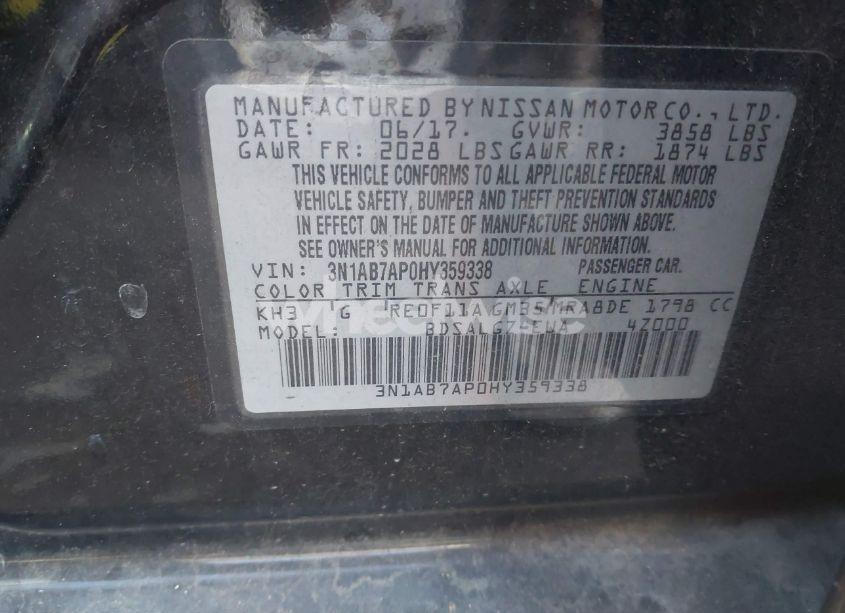 MANUFACTURED BY NISSAN MOTOR CO., LTD.
DATE: 06/17. GVWR: 3858 LBS
GAWR FR: 2028 LBS GAWR RR: 1874 LBS
THIS VEHICLE CONFORMS TO ALL APPLICABLE FEDERAL MOTOR
VEHICLE SAFETY, BUMPER AND THEFT PREVENTION STANDARDS
IN EFFECT ON THE DATE OF MANUFACTURE SHOWN ABOVE.
SEE OWNER'S MANUAL FOR ADDITIONAL INFORMATION.
VIN: 3N1AB7AP0HY359338 PASSENGER CAR.
COLOR TRIM TRANS AXLE ENGINE
KH3 G RE0F11A GM35/MRA8DE 1798 CC
MODEL: 4Z000
3N1AB7AP0HY359338